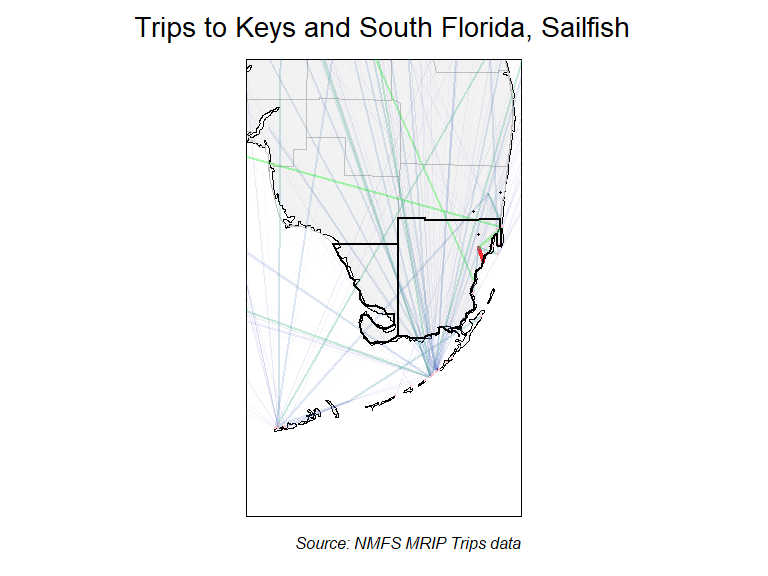 Trips to Keys and South Florida, Sailfish
Source: NMFS MRIP Trips data